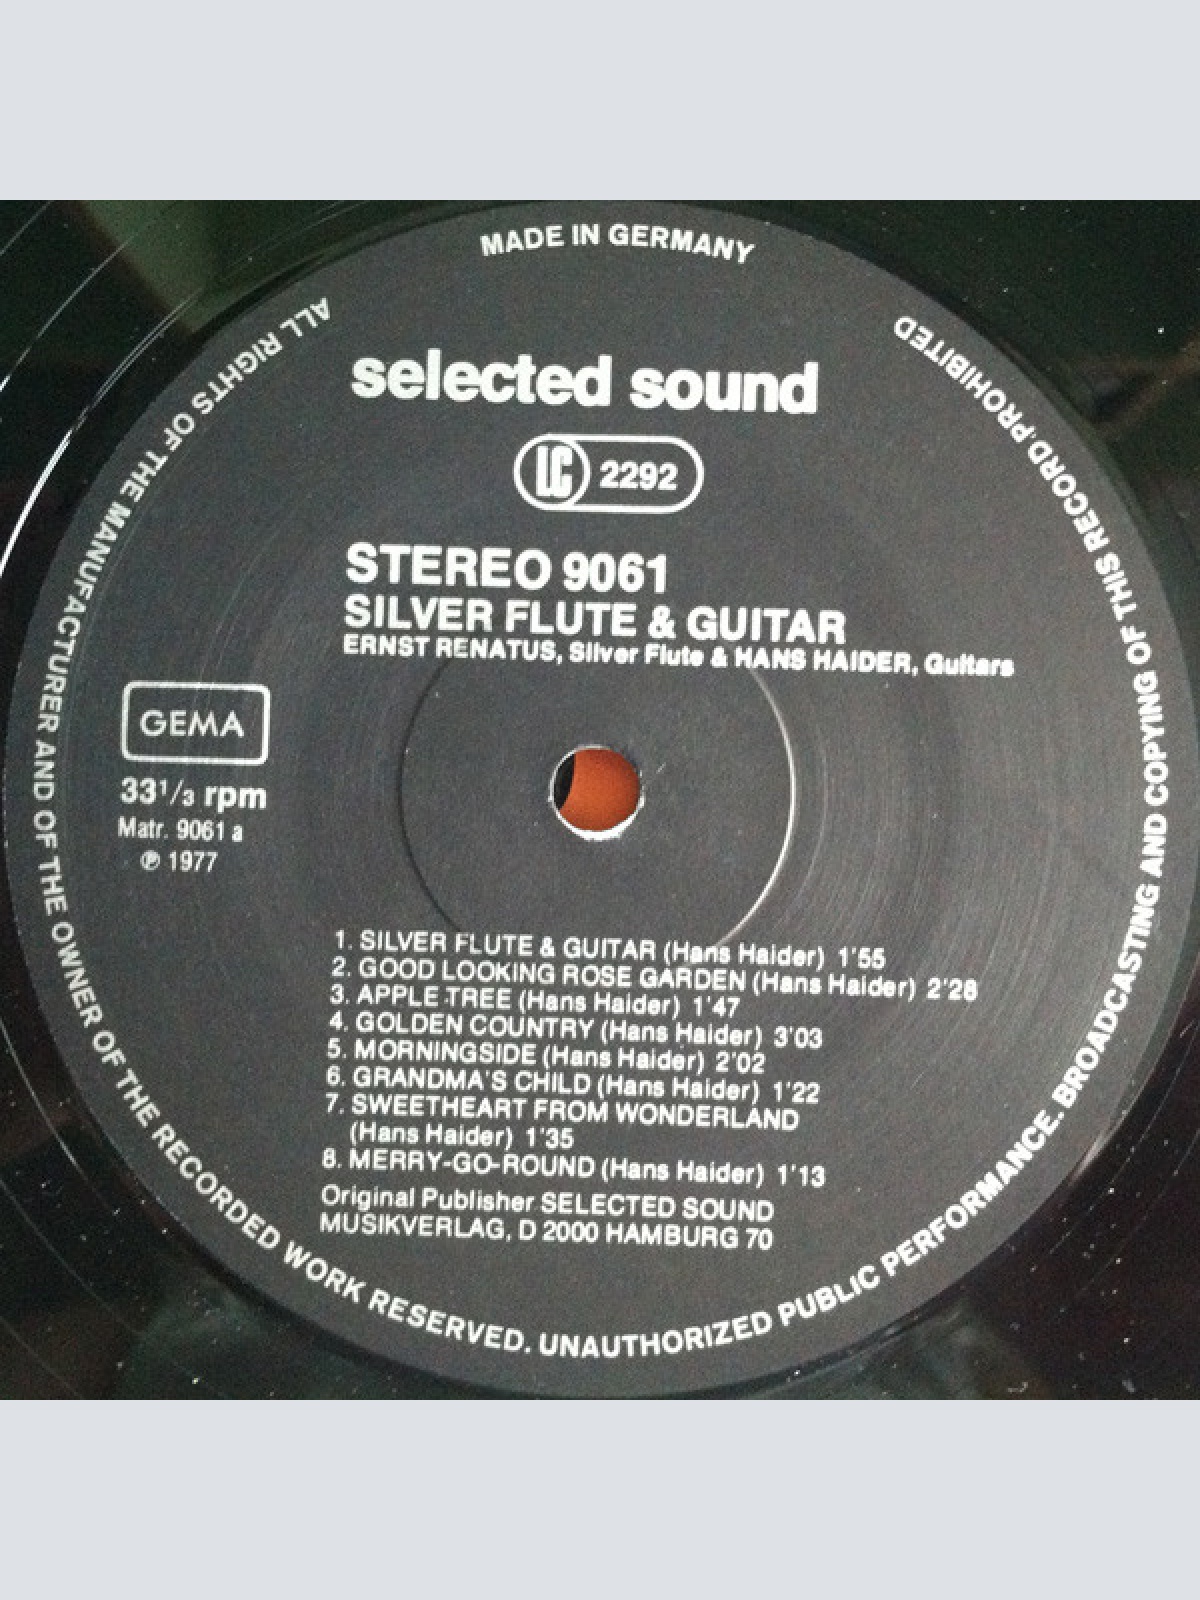 MADE IN GERMANY
selected sound
LC 2292
STEREO 9061
SILVER FLUTE & GUITAR
ERNST RENATUS, Silver Flute & HANS HAIDER, Guitars
GEMA
33 1/3 rpm
Matr. 9061 a
℗ 1977
1. SILVER FLUTE & GUITAR (Hans Haider) 1'55
2. GOOD LOOKING ROSE GARDEN (Hans Haider) 2'28
3. APPLE TREE (Hans Haider) 1'47
4. GOLDEN COUNTRY (Hans Haider) 3'03
5. MORNINGSIDE (Hans Haider) 2'02
6. GRANDMA'S CHILD (Hans Haider) 1'22
7. SWEETHEART FROM WONDERLAND
(Hans Haider) 1'35
8. MERRY-GO-ROUND (Hans Haider) 1'13
Original Publisher SELECTED SOUND
MUSIKVERLAG, D 2000 HAMBURG 70
ALL RIGHTS OF THE MANUFACTURER AND OF THE OWNER OF THE RECORDED WORK RESERVED. UNAUTHORIZED PUBLIC PERFORMANCE. BROADCASTING AND COPYING OF THIS RECORD.PROHIBITED